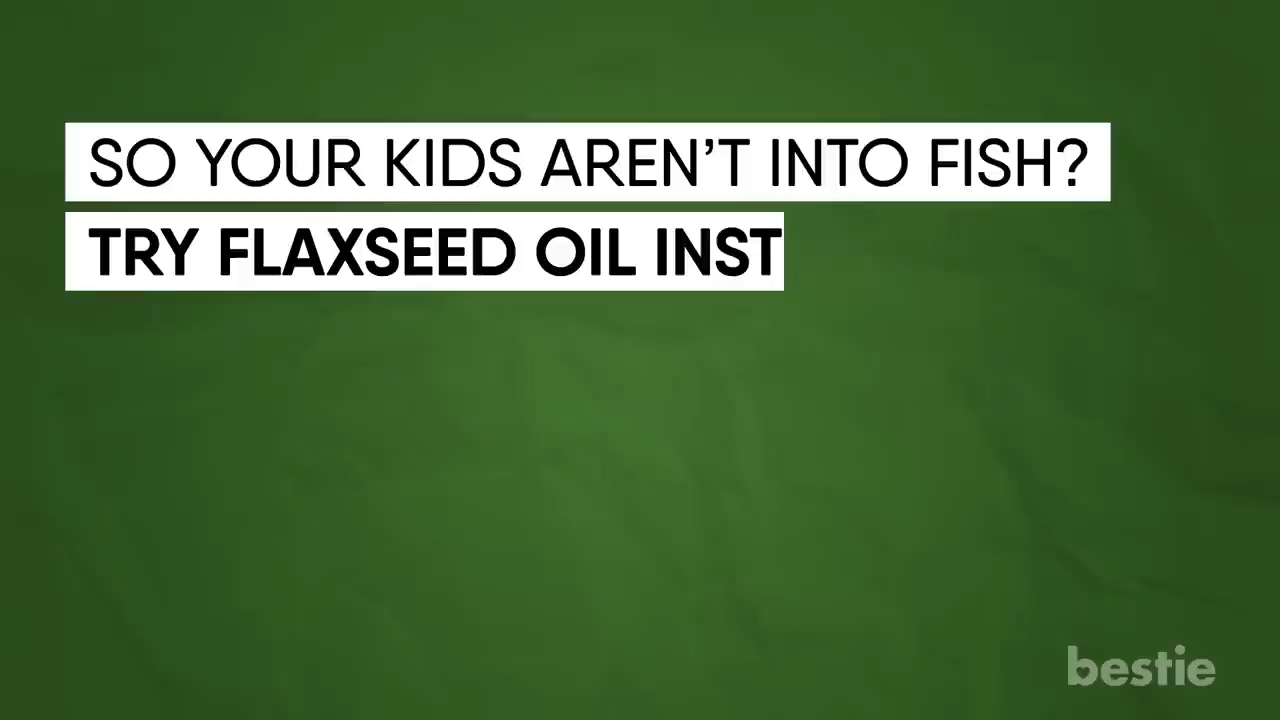 SO YOUR KIDS AREN’T INTO FISH?
TRY FLAXSEED OIL INST
bestie